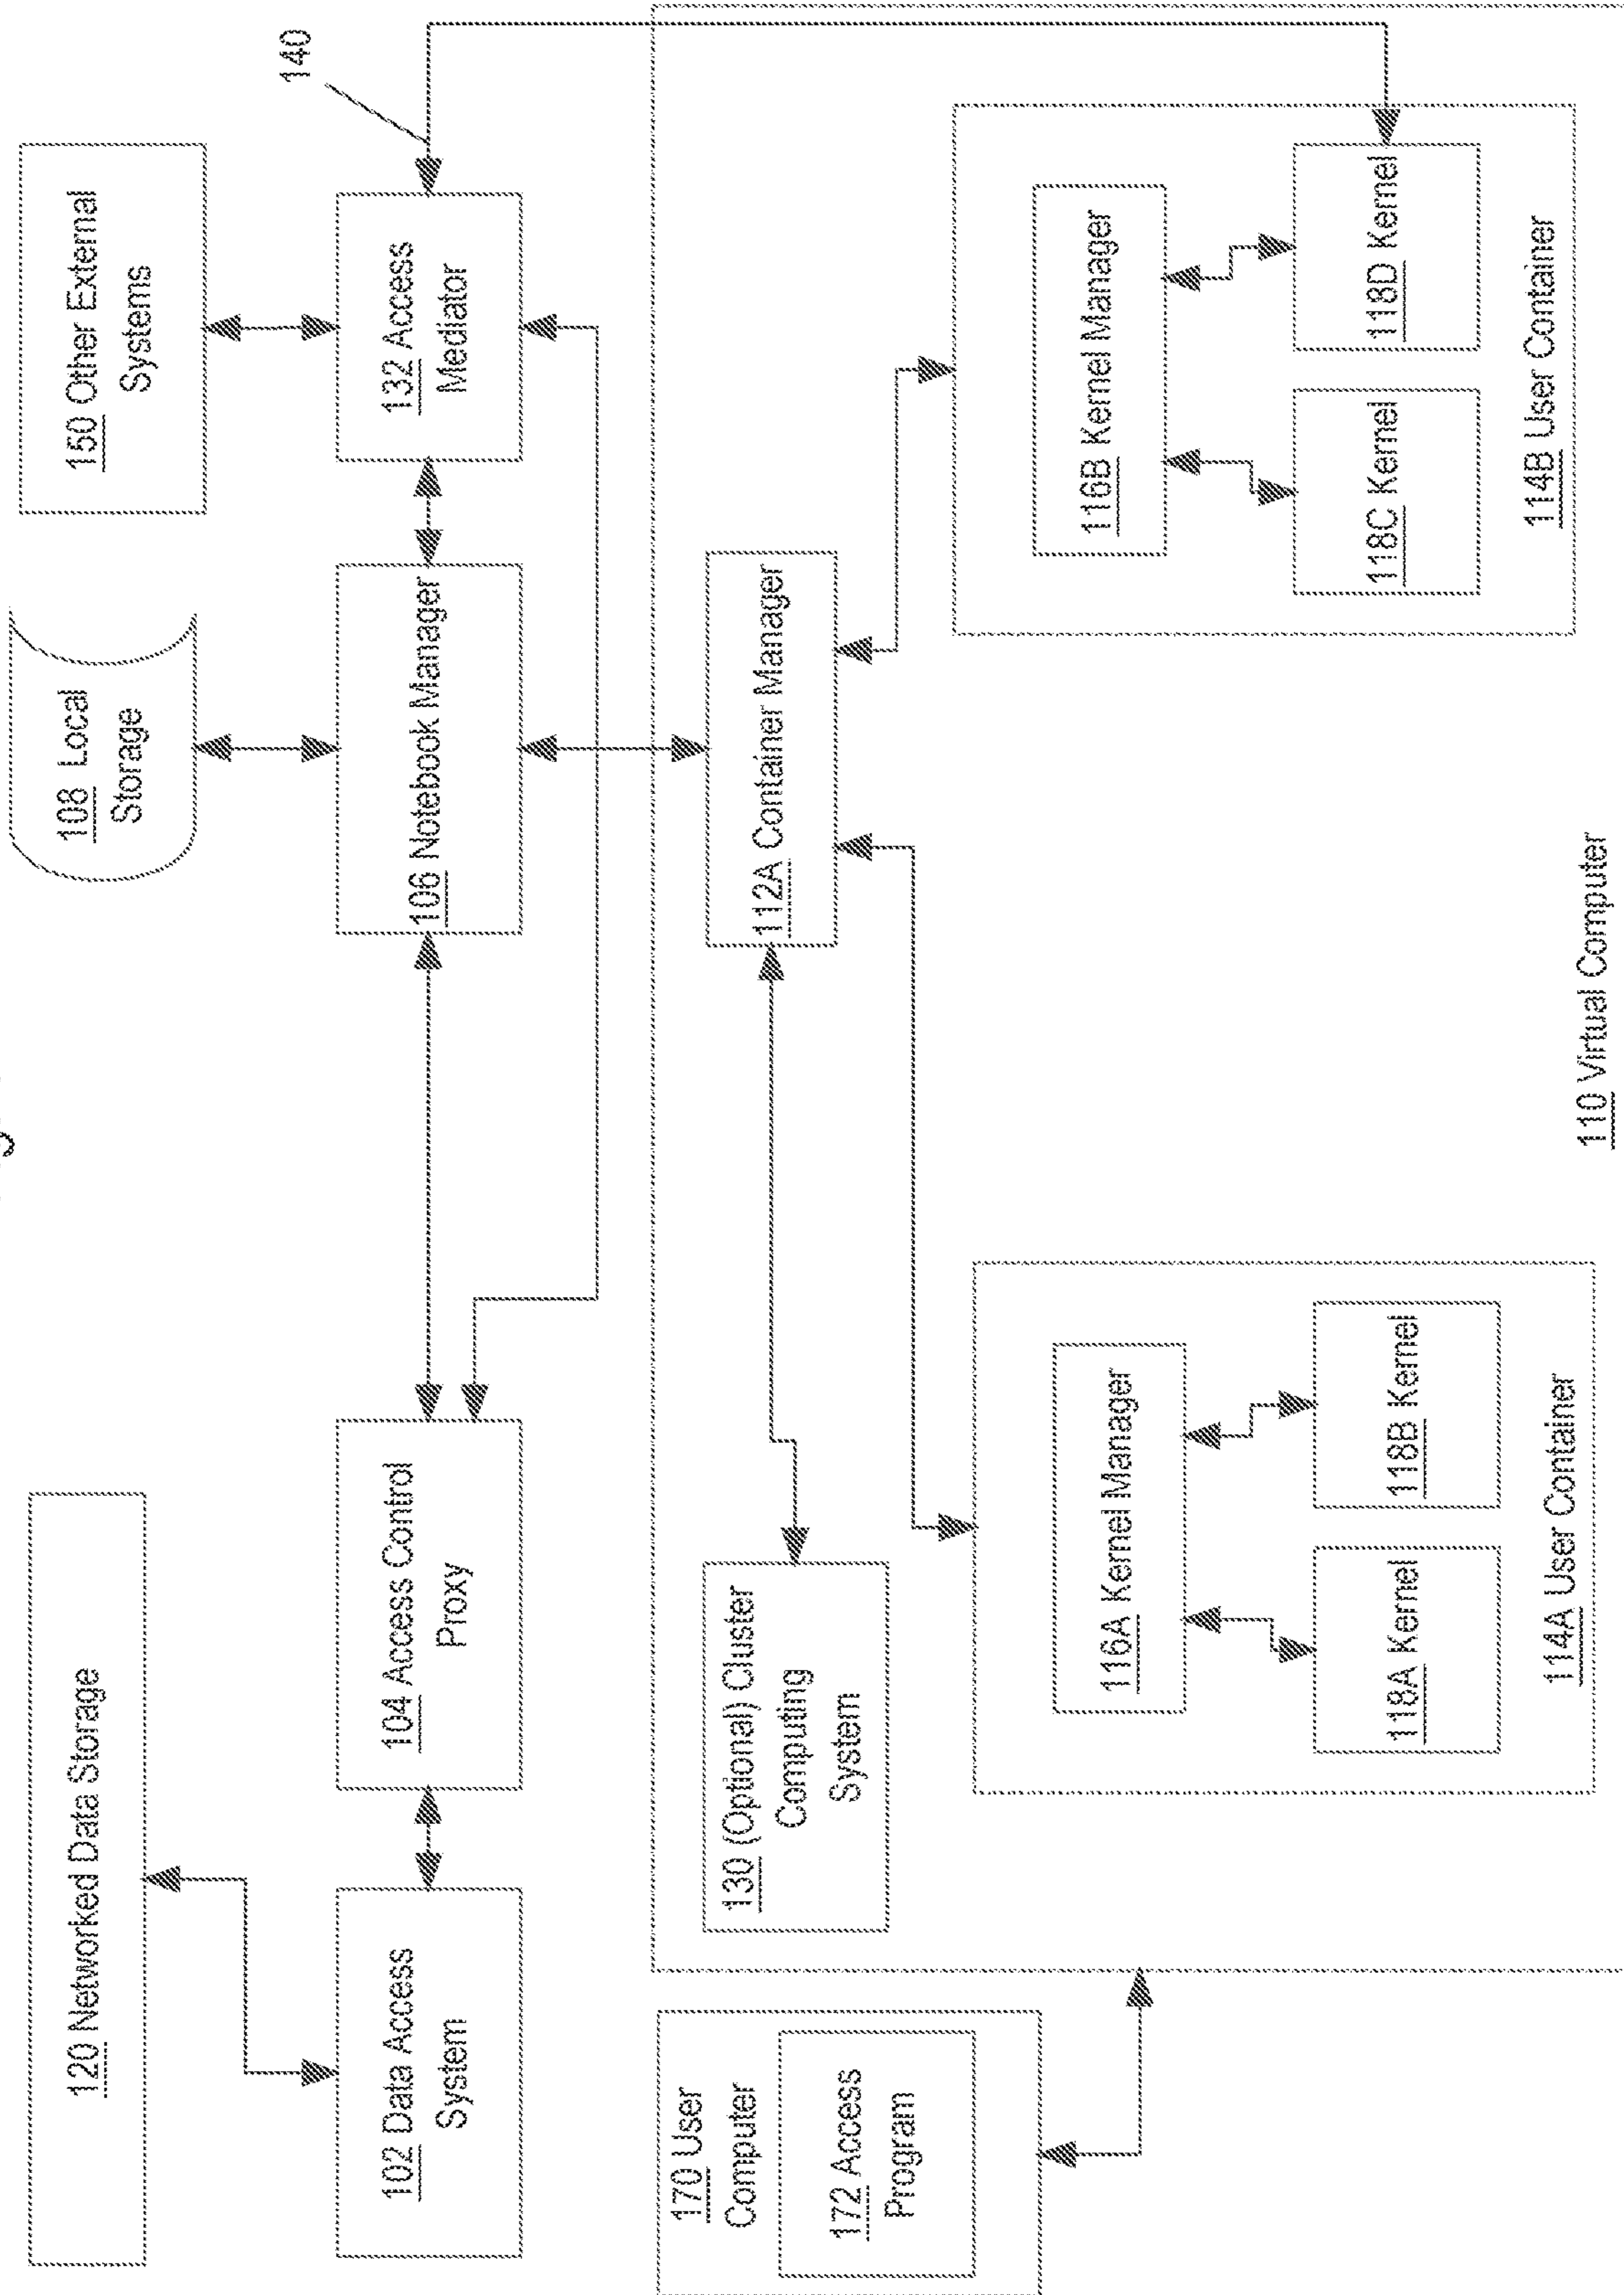 120 Networked Data Storage
108 Local
Storage
150 Other External
Systems
140
102 Data Access
System
104 Access Control
Proxy
106 Notebook Manager
132 Access
Mediator
170 User
Computer
172 Access
Program
130 (Optional) Cluster
Computing
System
112A Container Manager
116A Kernel Manager
118A Kernel
118B Kernel
114A User Container
116B Kernel Manager
118C Kernel
118D Kernel
114B User Container
110 Virtual Computer